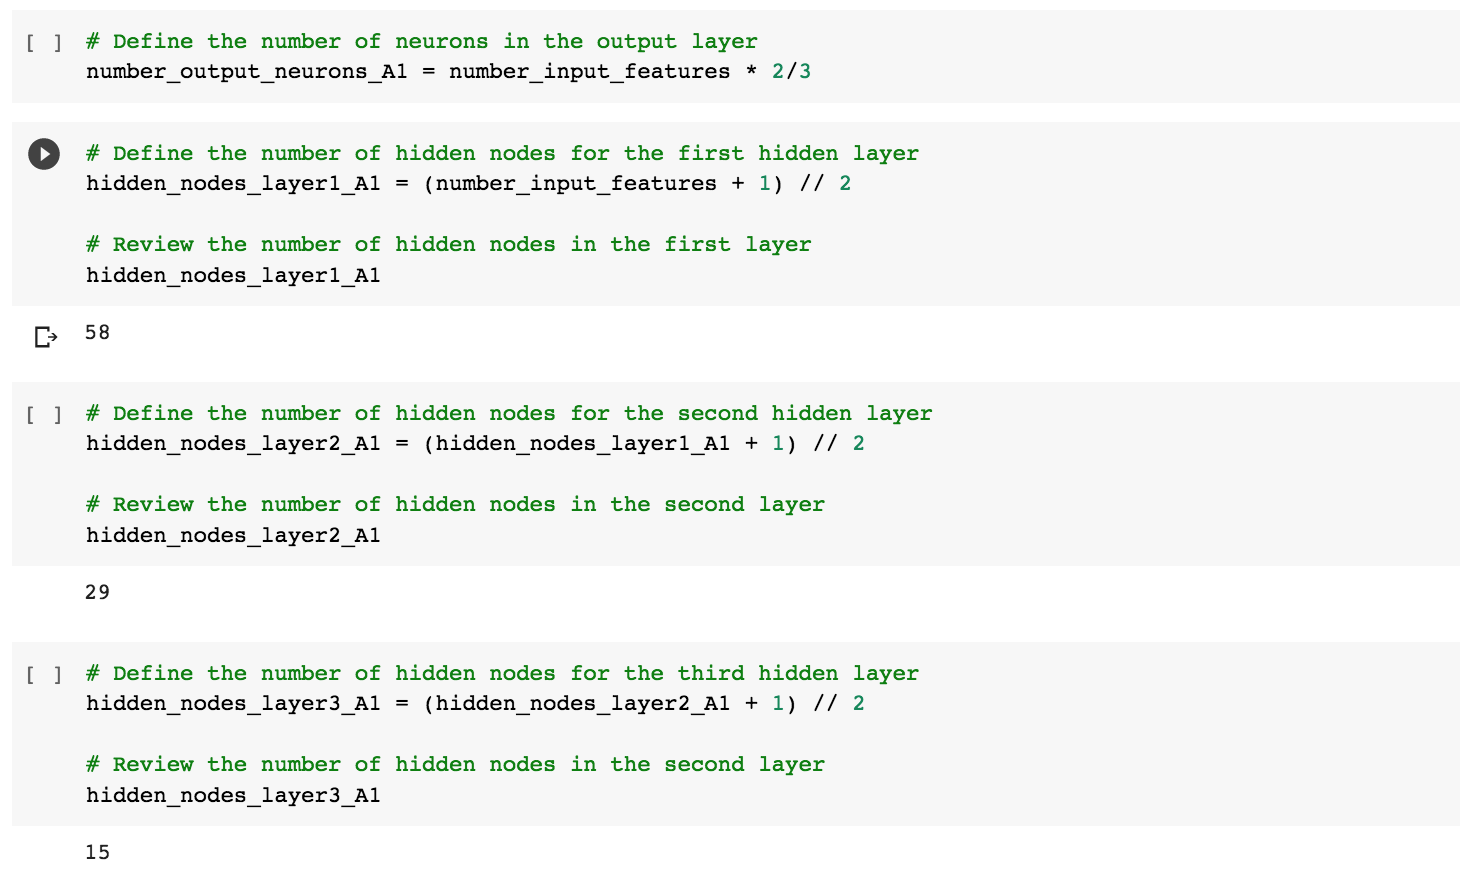 [ ] # Define the number of neurons in the output layer
number_output_neurons_A1 = number_input_features * 2/3
# Define the number of hidden nodes for the first hidden layer
hidden_nodes_layer1_A1 = (number_input_features + 1) // 2
# Review the number of hidden nodes in the first layer
hidden_nodes_layer1_A1
58
[ ] # Define the number of hidden nodes for the second hidden layer
hidden_nodes_layer2_A1 = (hidden_nodes_layer1_A1 + 1) // 2
# Review the number of hidden nodes in the second layer
hidden_nodes_layer2_A1
29
[ ] # Define the number of hidden nodes for the third hidden layer
hidden_nodes_layer3_A1 = (hidden_nodes_layer2_A1 + 1) // 2
# Review the number of hidden nodes in the second layer
hidden_nodes_layer3_A1
15